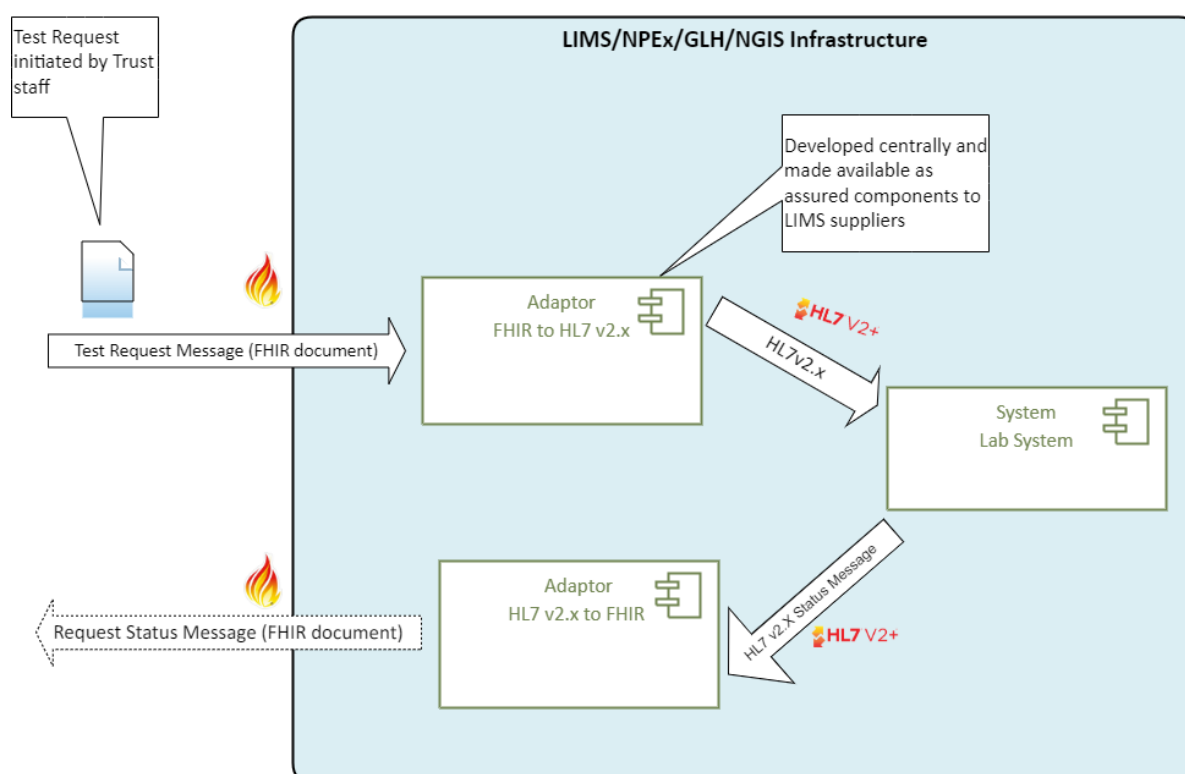 Test Request
initiated by Trust
staff
LIMS/NPEx/GLH/NGIS Infrastructure
Developed centrally and
made available as
assured components to
LIMS suppliers
Adaptor
FHIR to HL7 v2.x
HL7 V2+
HL7v2.x
Test Request Message (FHIR document)
System
Lab System
Adaptor
HL7 v2.x to FHIR
HL7 v2.X Status Message
HL7 V2+
Request Status Message (FHIR document)